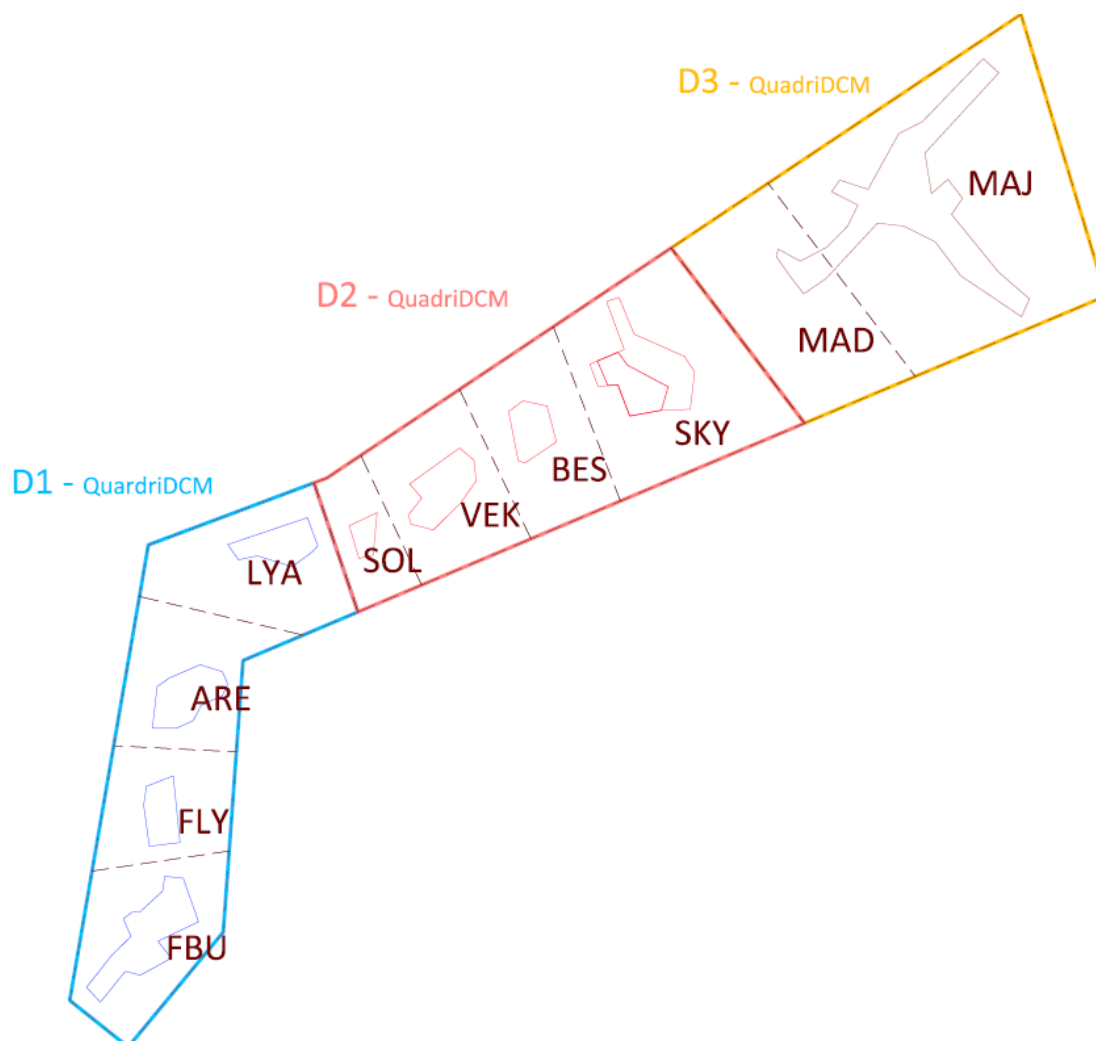 D3 - QuadriDCM
MAJ
D2 - QuadriDCM
MAD
SKY
BES
D1 - QuardriDCM
VEK
SOL
LYA
ARE
FLY
FBU